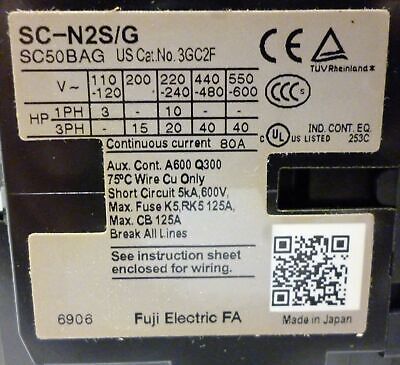 SC-N2S/G
SC50BAG US Cat.No. 3GC2F
TÜVRheinland
V~ 110-120 200 220-240 440-480 550-600
HP 1PH 3 - 10 - -
3PH - 15 20 40 40
Continuous current 80A
CCC S
C UL US LISTED IND. CONT. EQ. 253C
Aux. Cont. A600 Q300
75°C Wire Cu Only
Short Circuit 5kA,600V,
Max. Fuse K5,RK5 125A,
Max. CB 125A
Break All Lines
See instruction sheet
enclosed for wiring.
6906 Fuji Electric FA Made in Japan